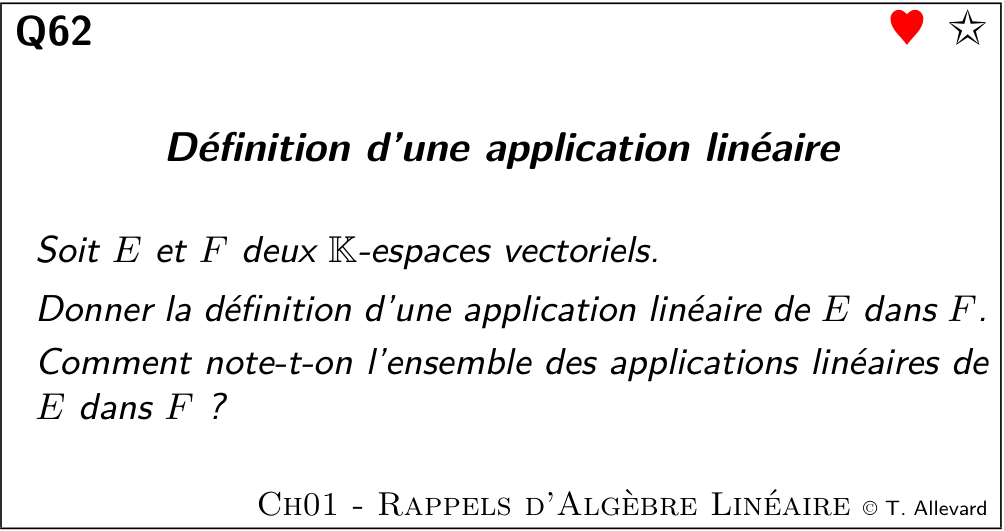 Q62
Définition d'une application linéaire
Soit E et F deux 𝕂-espaces vectoriels.
Donner la définition d'une application linéaire de E dans F.
Comment note-t-on l'ensemble des applications linéaires de
E dans F ?
Ch01 - Rappels d'Algèbre Linéaire © T. Allevard